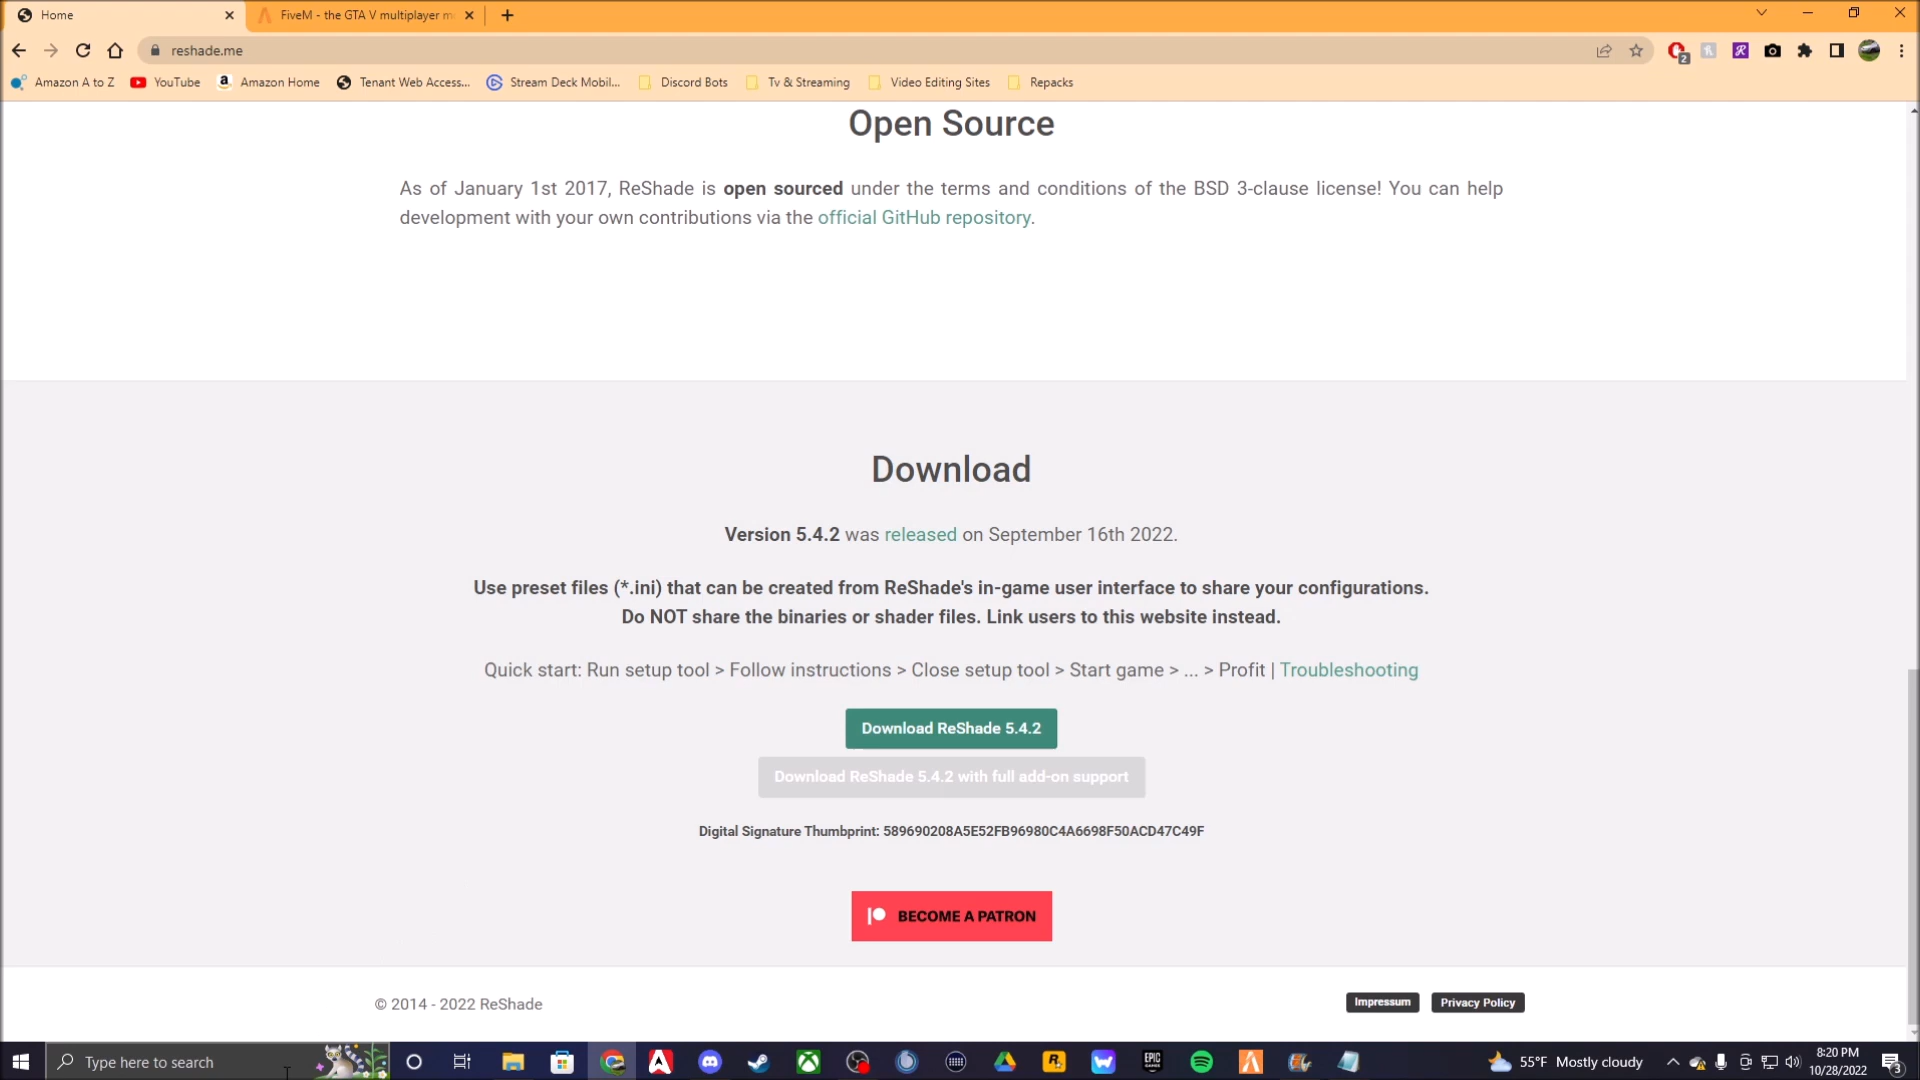 Home
FiveM - the GTA V multiplayer m
reshade.me
2
Amazon A to Z
YouTube
Amazon Home
Tenant Web Access...
Stream Deck Mobil...
Discord Bots
Tv & Streaming
Video Editing Sites
Repacks
Open Source
As of January 1st 2017, ReShade is open sourced under the terms and conditions of the BSD 3-clause license! You can help
development with your own contributions via the official GitHub repository.
Download
Version 5.4.2 was released on September 16th 2022.
Use preset files (*.ini) that can be created from ReShade's in-game user interface to share your configurations.
Do NOT share the binaries or shader files. Link users to this website instead.
Quick start: Run setup tool > Follow instructions > Close setup tool > Start game > ... > Profit | Troubleshooting
Download ReShade 5.4.2
Download ReShade 5.4.2 with full add-on support
Digital Signature Thumbprint: 589690208A5E52FB96980C4A6698F50ACD47C49F
BECOME A PATRON
© 2014 - 2022 ReShade
Impressum
Privacy Policy
Type here to search
EPIC
GAMES
55°F Mostly cloudy
8:20 PM
10/28/2022
3